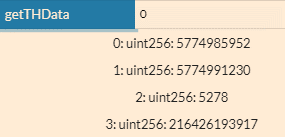 getTHData 0
0: uint256: 5774985952
1: uint256: 5774991230
2: uint256: 5278
3: uint256: 216426193917